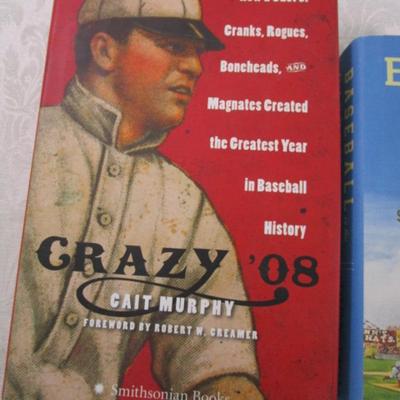 Cranks, Rogues,
Boneheads, AND
Magnates Created
the Greatest Year
in Baseball
History
CRAZY '08
CAIT MURPHY
FOREWORD BY ROBERT W. CREAMER
Smithsonian Books
BASEBALL